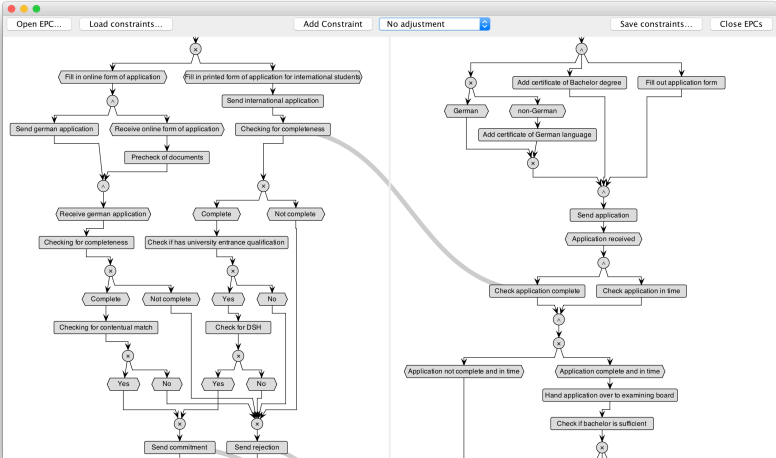 Open EPC...
Load constraints...
Add Constraint
No adjustment
Save constraints...
Close EPCs
×
Fill in online form of application
Fill in printed form of application for international students
^
Send international application
Send german application
Receive online form of application
Checking for completeness
Precheck of documents
^
×
Receive german application
Complete
Not complete
Checking for completeness
Check if has university entrance qualification
×
×
Complete
Not complete
Yes
No
Checking for contentual match
Check for DSH
×
×
Yes
No
Yes
No
×
×
Send commitment
Send rejection
^
×
Add certificate of Bachelor degree
Fill out application form
German
non-German
Add certificate of German language
×
^
Send application
Application received
^
Check application complete
Check application in time
^
×
Application not complete and in time
Application complete and in time
Hand application over to examining board
Check if bachelor is sufficient
×